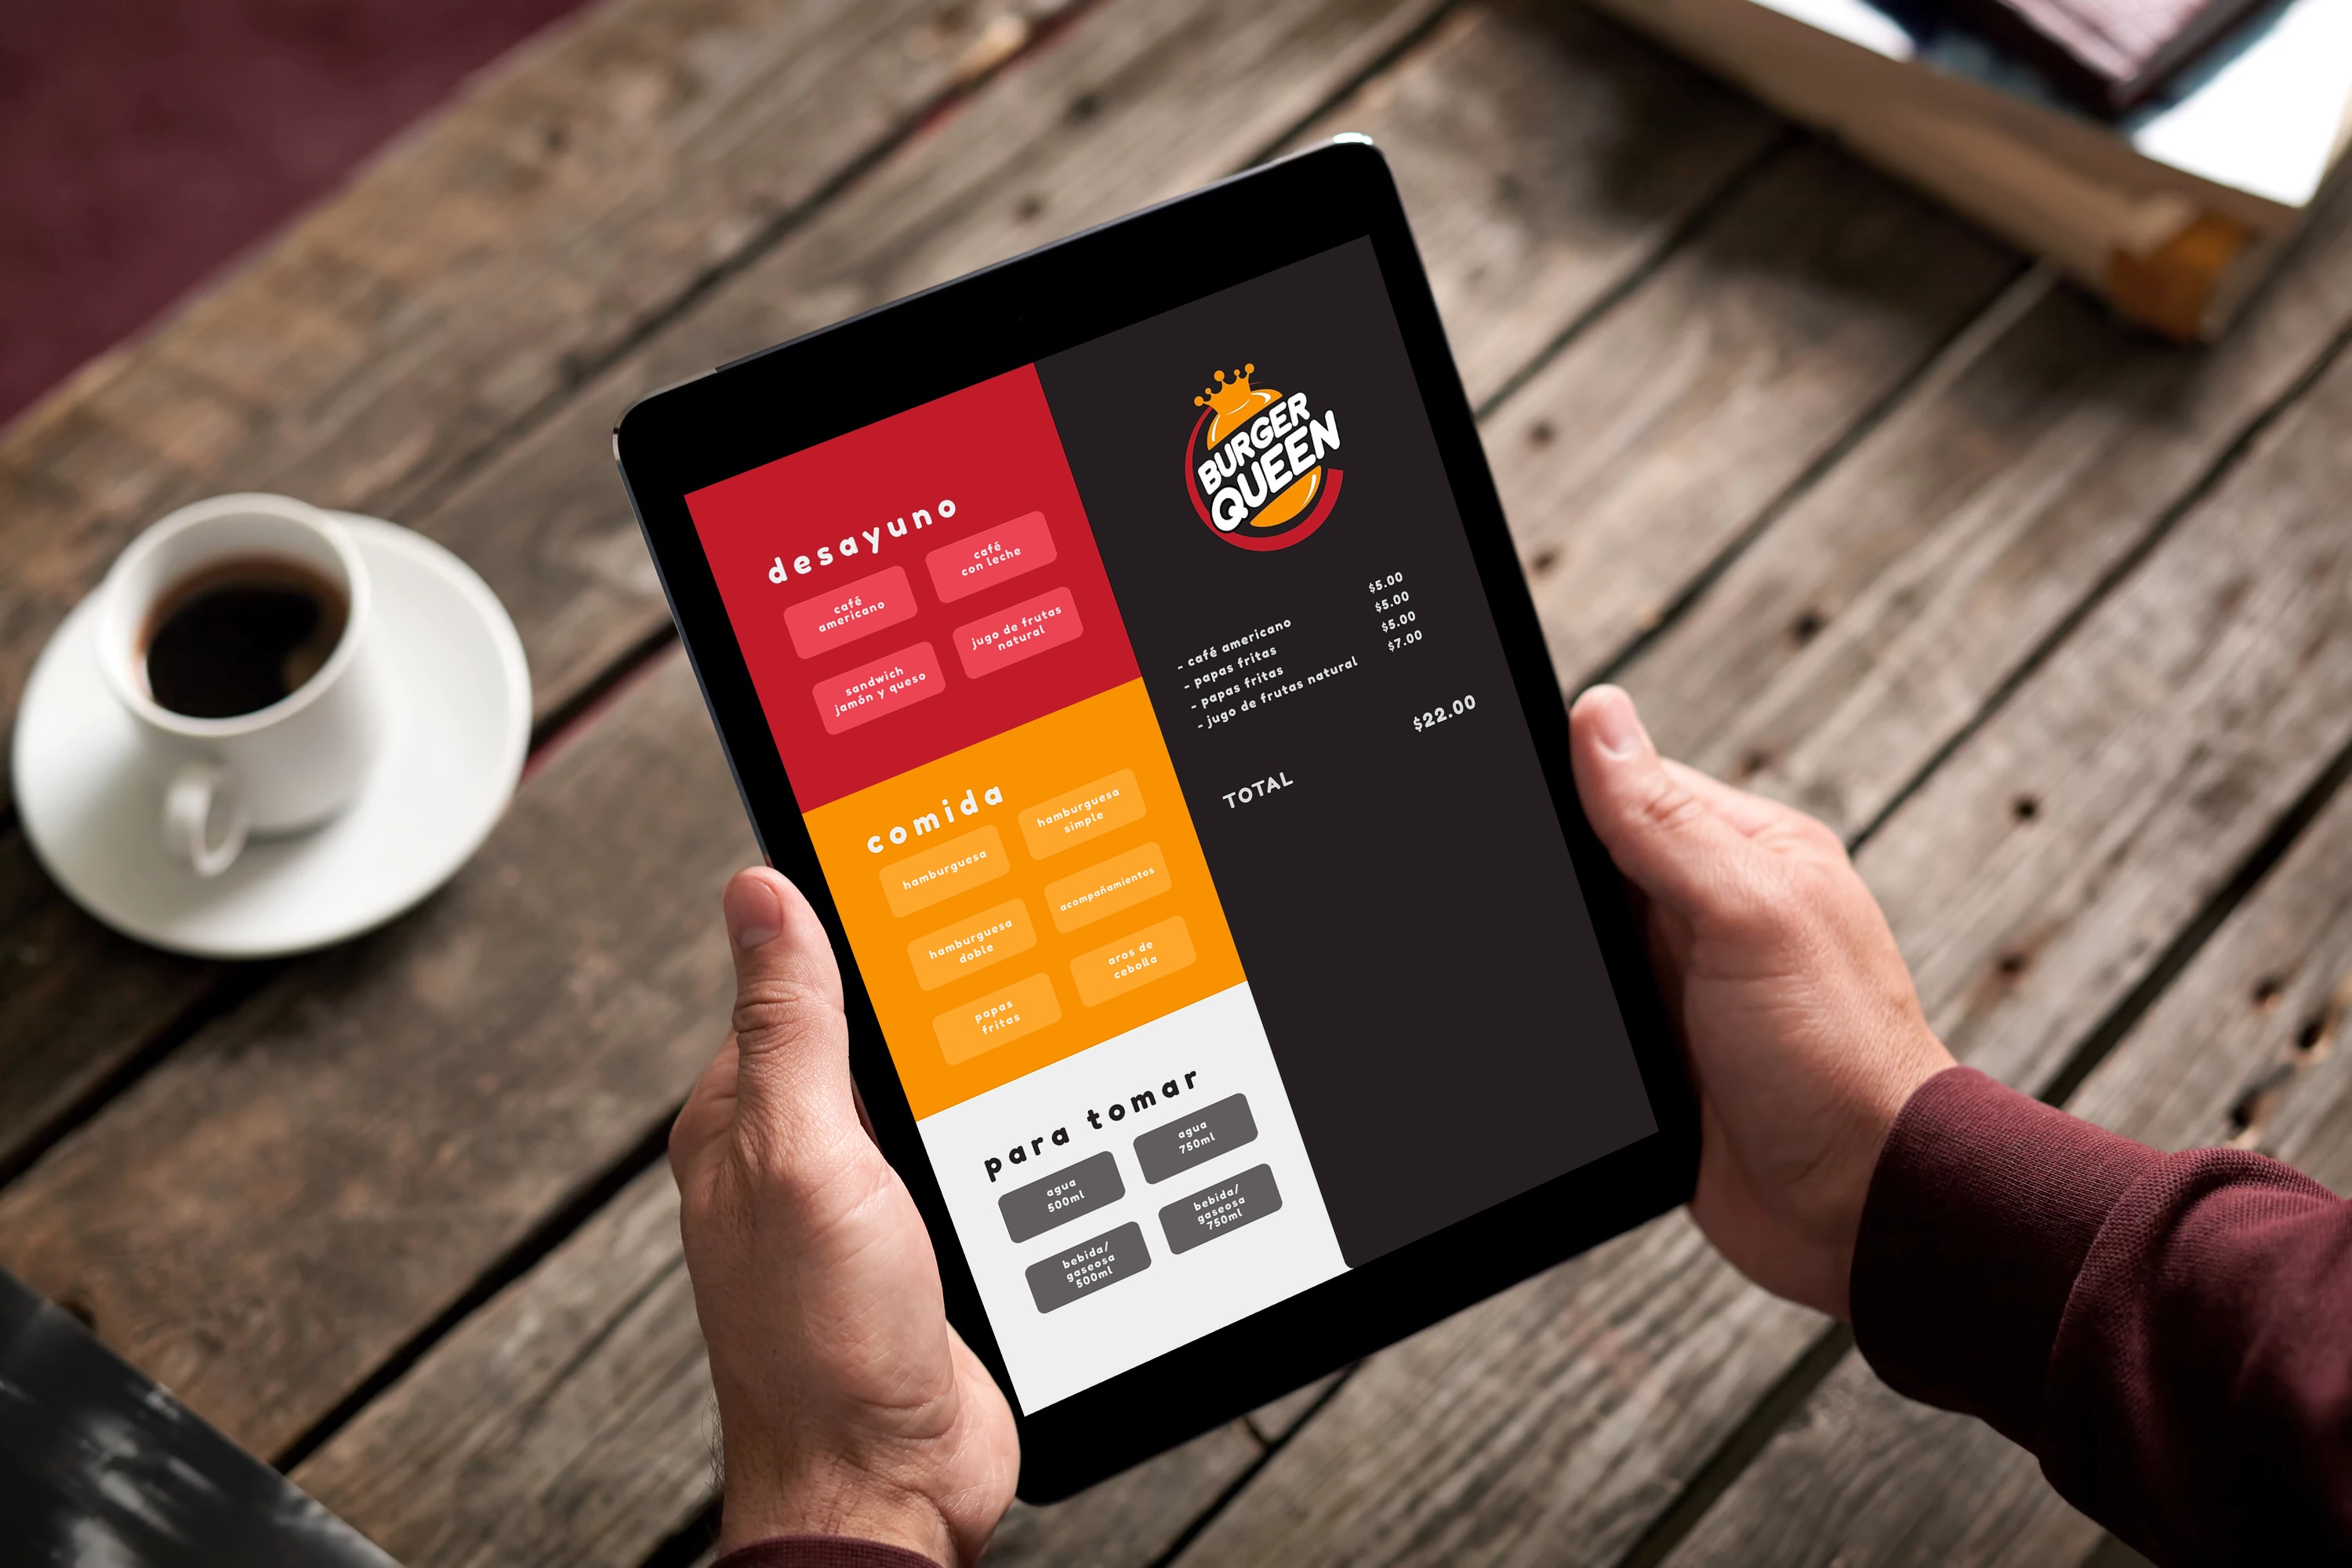 desayuno
café
americano
café
con leche
sandwich
jamón y queso
jugo de frutas
natural
comida
hamburguesa
hamburguesa
simple
hamburguesa
doble
acompañamientos
papas
fritas
aros de
cebolla
para tomar
agua
500ml
agua
750ml
bebida/
gaseosa
500ml
bebida/
gaseosa
750ml
BURGER
QUEEN
- café americano $5.00
- papas fritas $5.00
- papas fritas $5.00
- jugo de frutas natural $7.00
TOTAL $22.00